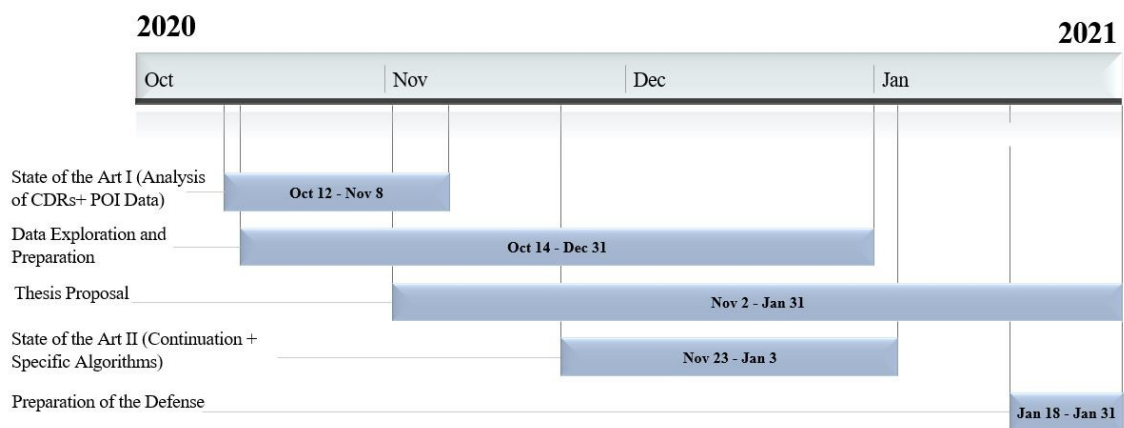 2020
2021
Oct
Nov
Dec
Jan
State of the Art I (Analysis
of CDRs+ POI Data)
Oct 12 - Nov 8
Data Exploration and
Preparation
Oct 14 - Dec 31
Thesis Proposal
Nov 2 - Jan 31
State of the Art II (Continuation +
Specific Algorithms)
Nov 23 - Jan 3
Preparation of the Defense
Jan 18 - Jan 31